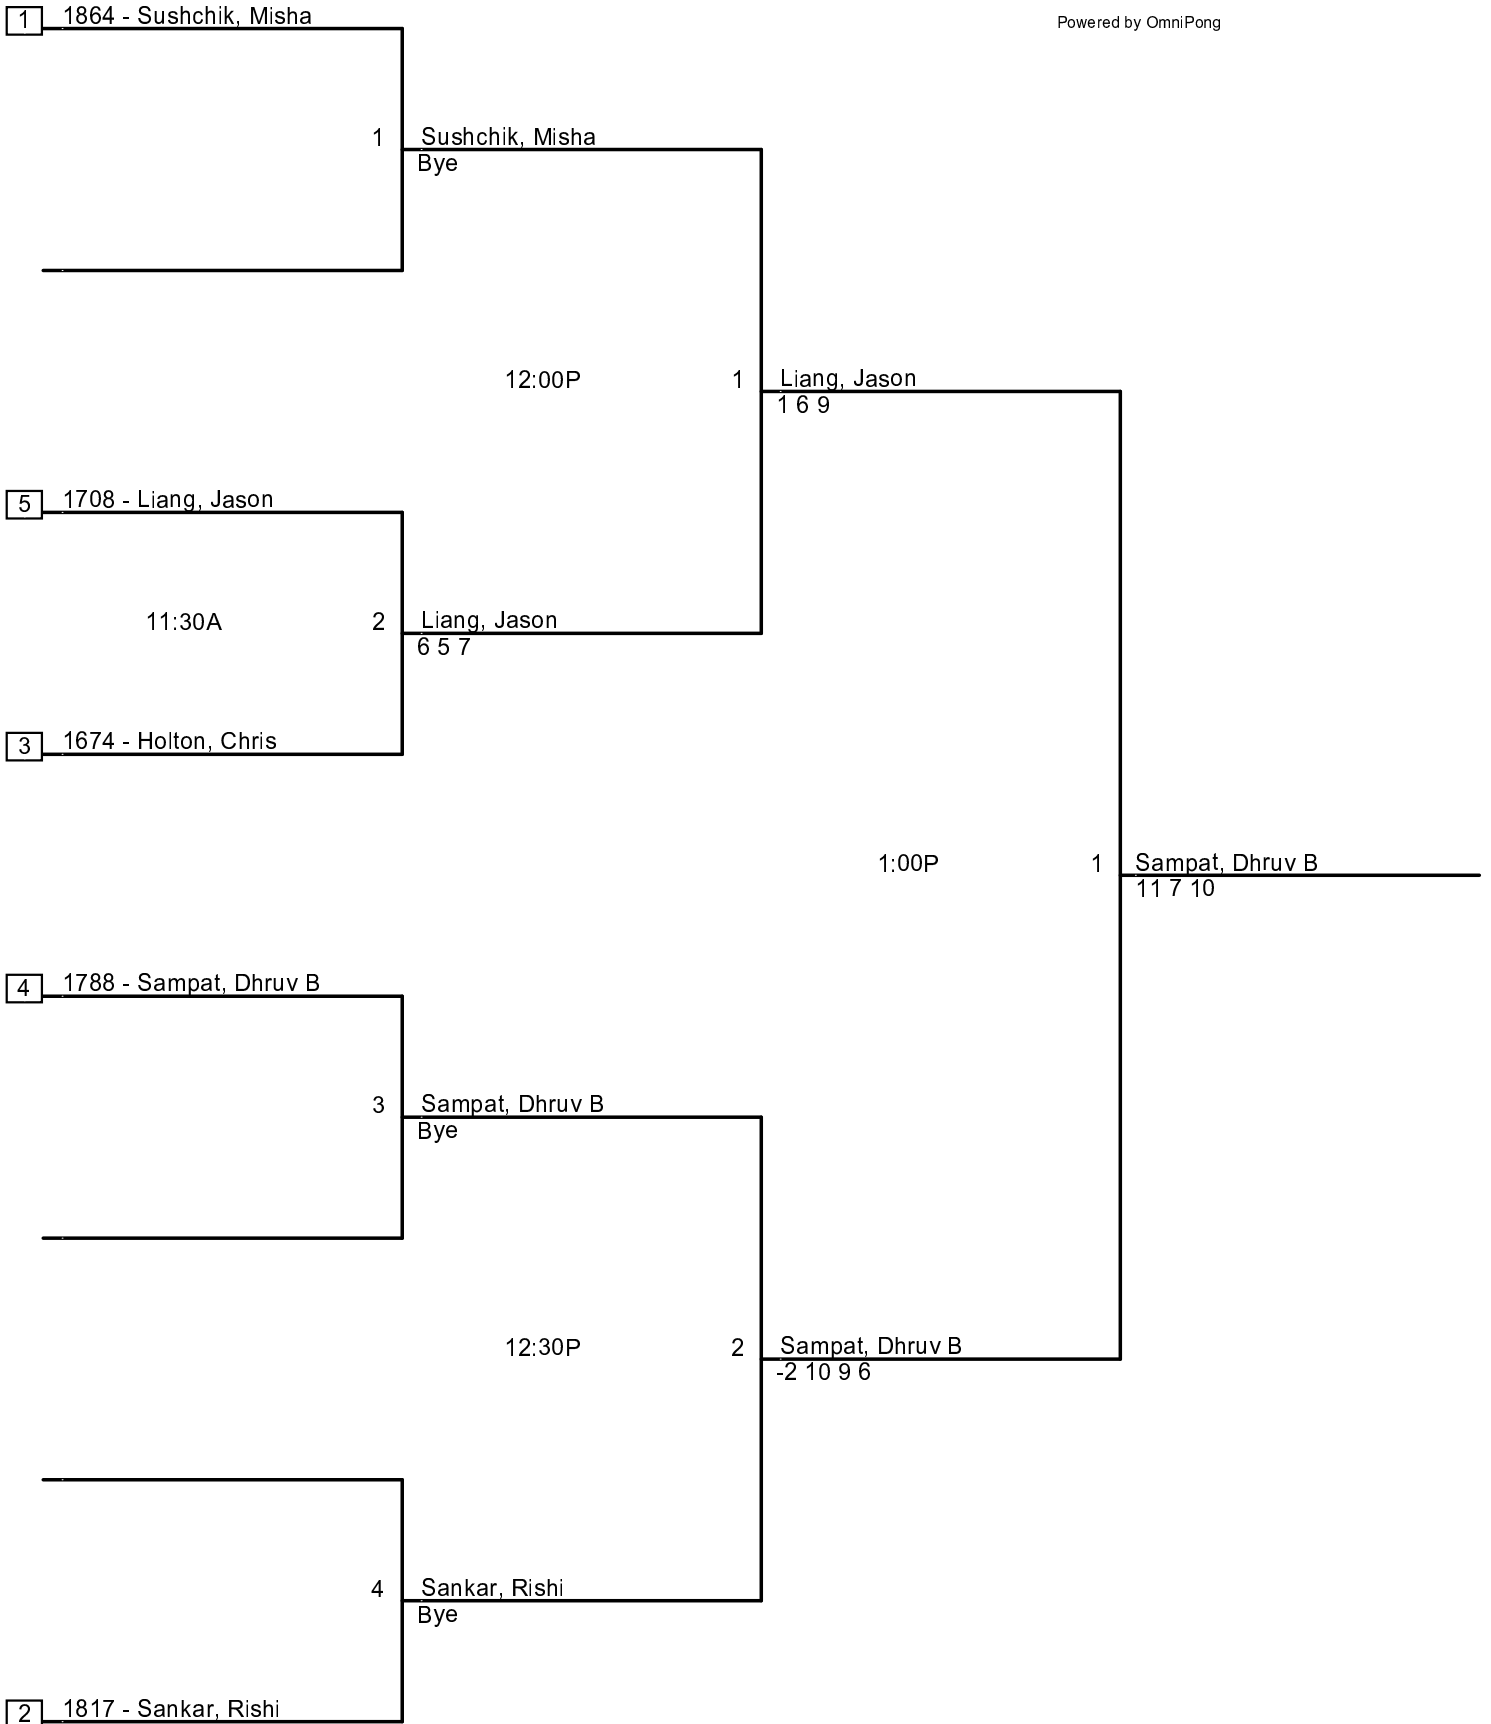 1 1864 - Sushchik, Misha
Powered by OmniPong
1 Sushchik, Misha
Bye
12:00P 1 Liang, Jason
1 6 9
5 1708 - Liang, Jason
11:30A 2 Liang, Jason
6 5 7
3 1674 - Holton, Chris
1:00P 1 Sampat, Dhruv B
11 7 10
4 1788 - Sampat, Dhruv B
3 Sampat, Dhruv B
Bye
12:30P 2 Sampat, Dhruv B
-2 10 9 6
4 Sankar, Rishi
Bye
2 1817 - Sankar, Rishi